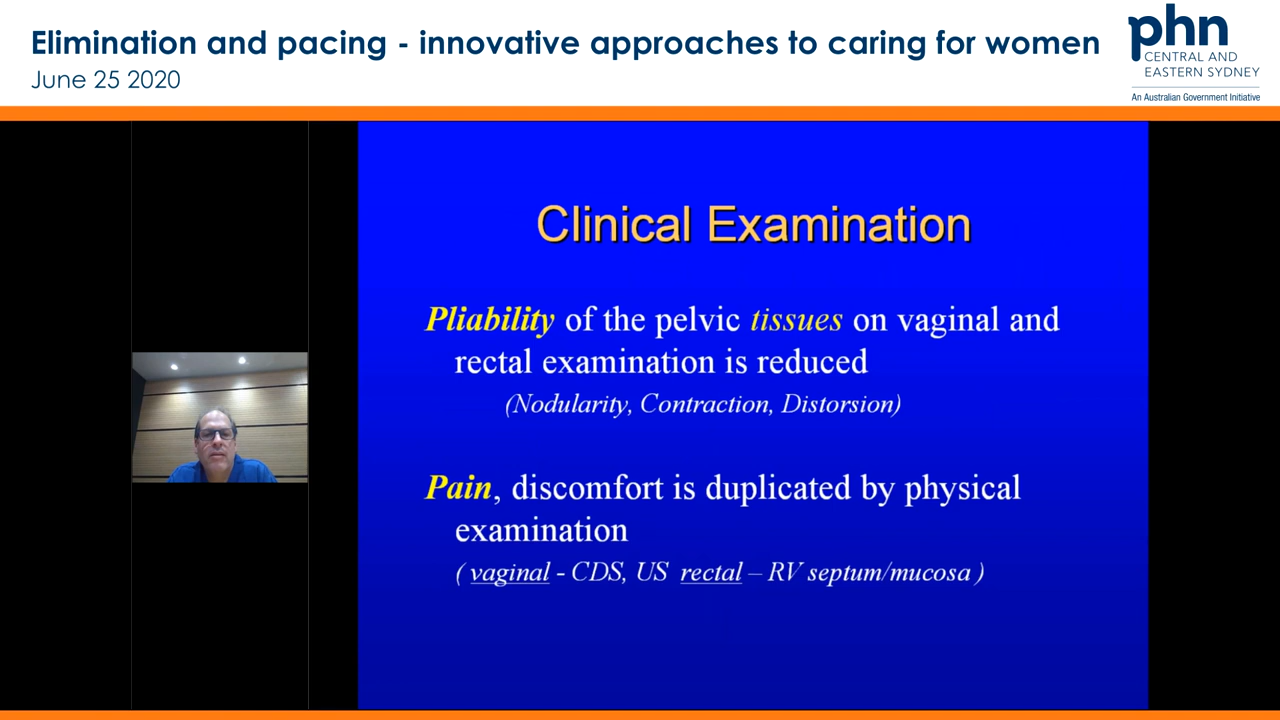 Elimination and pacing - innovative approaches to caring for women
June 25 2020
phn
CENTRAL AND
EASTERN SYDNEY
An Australian Government Initiative
Clinical Examination
Pliability of the pelvic tissues on vaginal and
rectal examination is reduced
(Nodularity, Contraction, Distorsion)
Pain, discomfort is duplicated by physical
examination
( vaginal - CDS, US rectal – RV septum/mucosa )